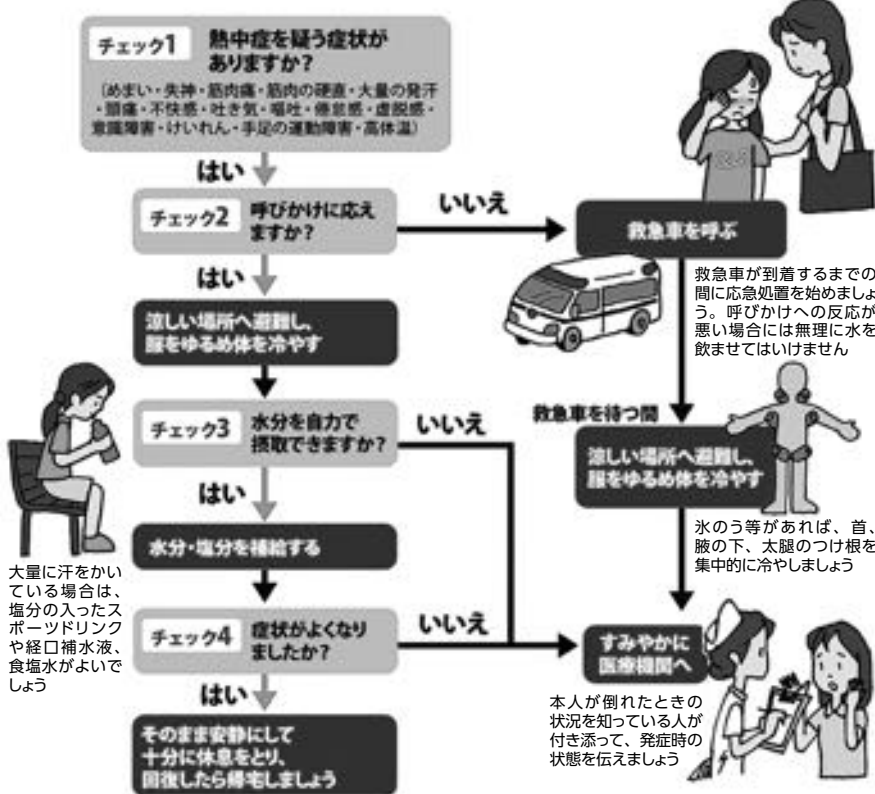 チェック1 熱中症を疑う症状が
ありますか？
（めまい・失神・筋肉痛・筋肉の硬直・大量の発汗
・頭痛・不快感・吐き気・嘔吐・倦怠感・虚脱感・
意識障害・けいれん・手足の運動障害・高体温）
はい
チェック2 呼びかけに応え
ますか？
いいえ
救急車を呼ぶ
救急車が到着するまでの
間に応急処置を始めましょ
う。呼びかけへの反応が
悪い場合には無理に水を
飲ませてはいけません
はい
涼しい場所へ避難し、
服をゆるめ体を冷やす
チェック3 水分を自力で
摂取できますか？
いいえ
救急車を待つ間
涼しい場所へ避難し、
服をゆるめ体を冷やす
氷のう等があれば、首、
腋の下、太腿のつけ根を
集中的に冷やしましょう
はい
水分・塩分を補給する
大量に汗をかい
ている場合は、
塩分の入ったス
ポーツドリンク
や経口補水液、
食塩水がよいで
しょう
チェック4 症状がよくなり
ましたか？
いいえ
すみやかに
医療機関へ
本人が倒れたときの
状況を知っている人が
付き添って、発症時の
状態を伝えましょう
はい
そのまま安静にして
十分に休息をとり、
回復したら帰宅しましょう